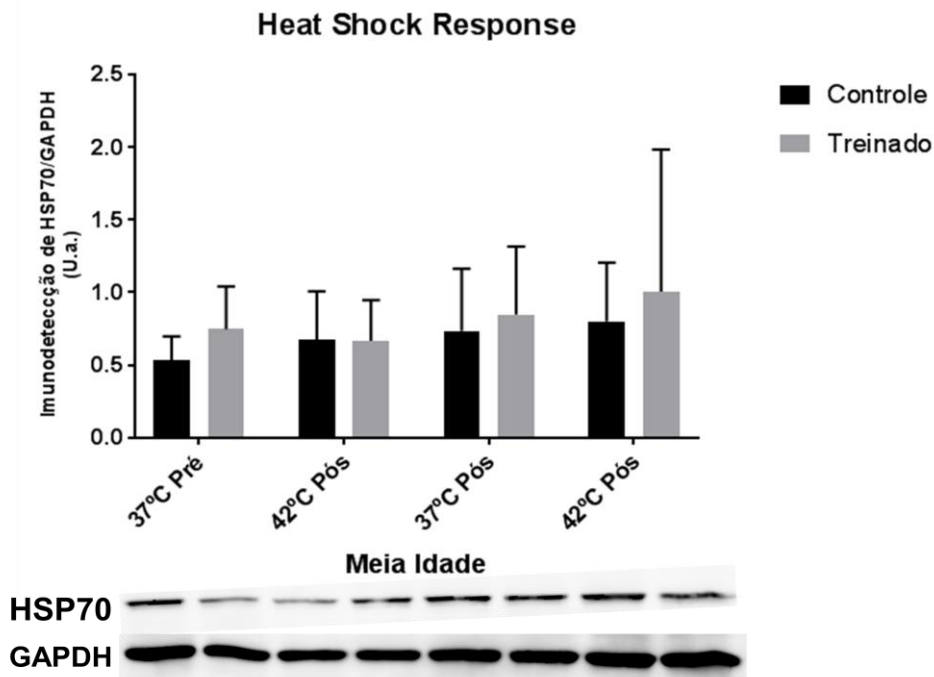 Heat Shock Response
Imunodetecção de HSP70/GAPDH
(U.a.)
2.5
2.0
1.5
1.0
0.5
0.0
Controle
Treinado
37ºC Pré
42ºC Pós
37ºC Pós
42ºC Pós
Meia Idade
HSP70
GAPDH